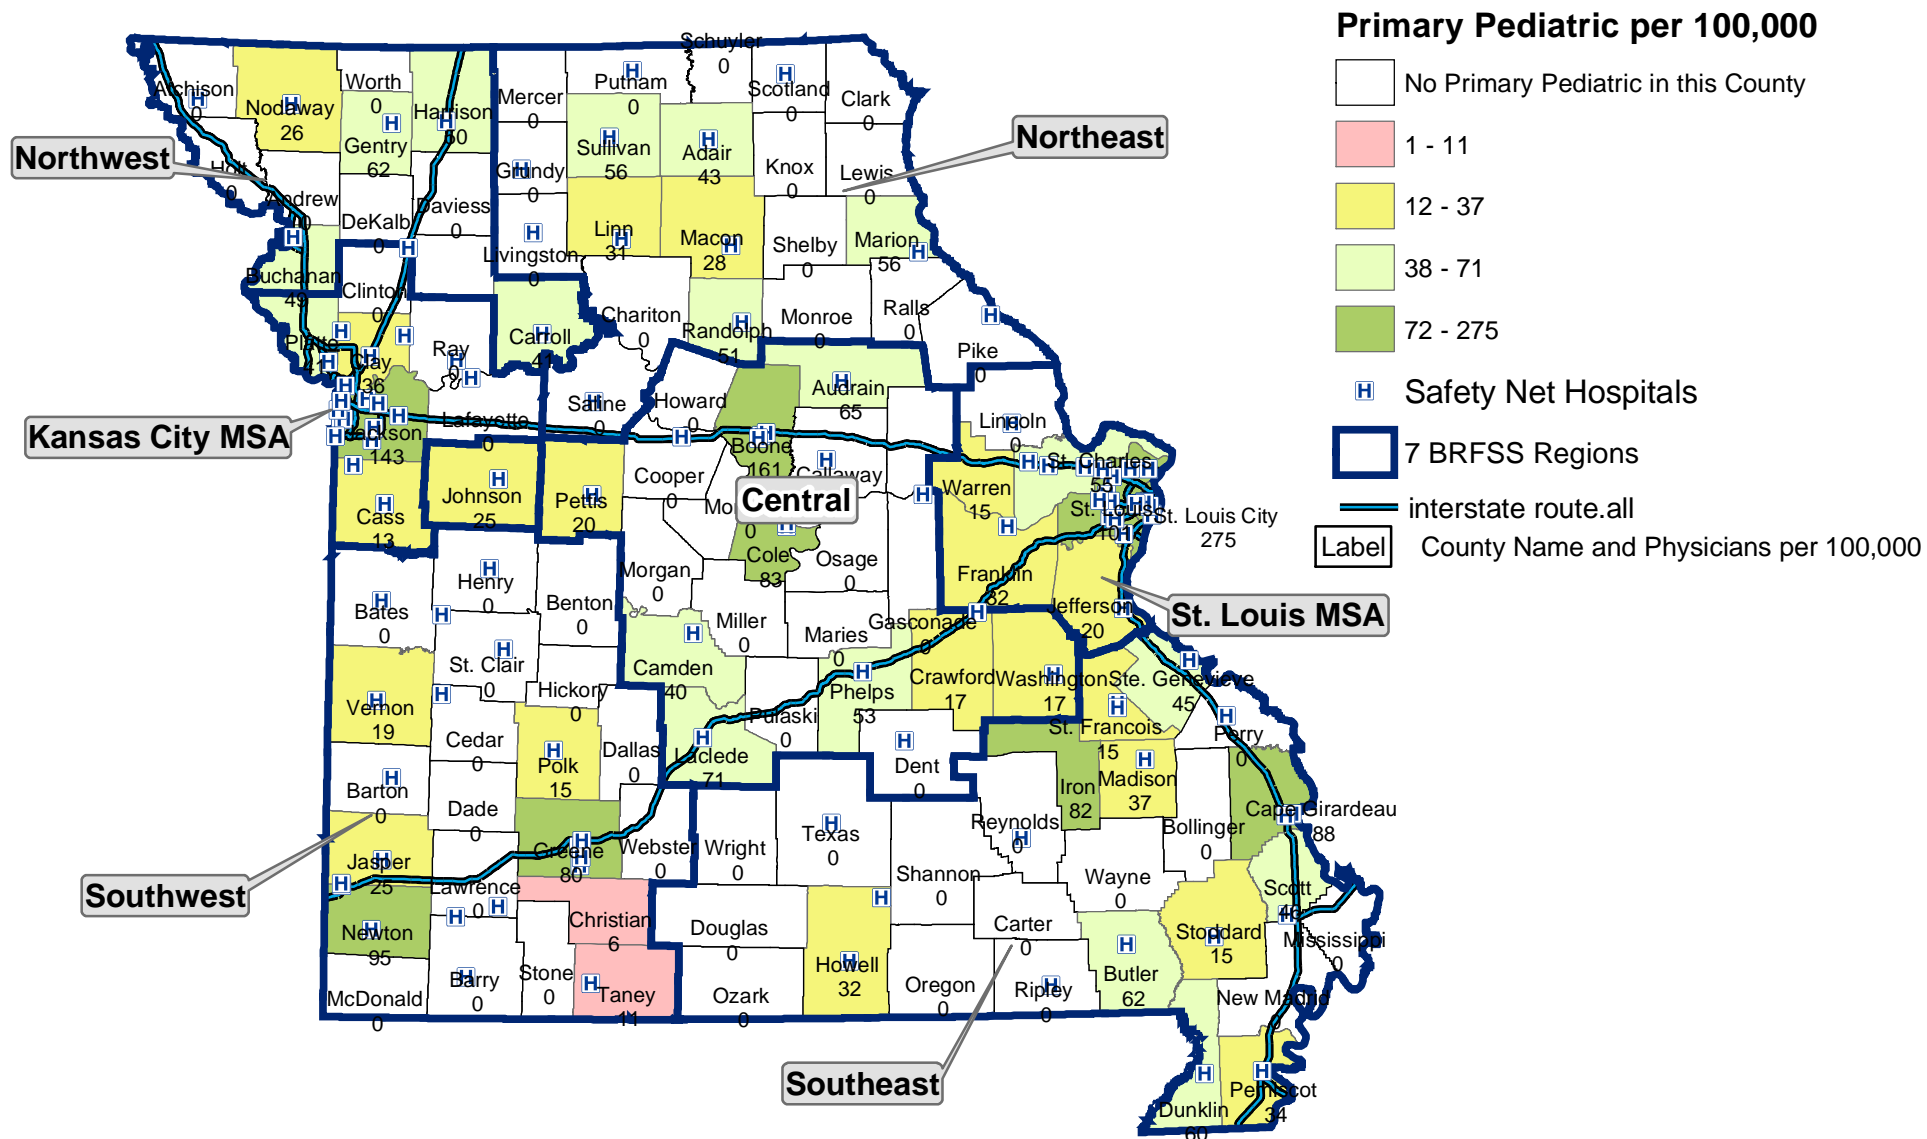 Primary Pediatric per 100,000
No Primary Pediatric in this County
1 - 11
12 - 37
38 - 71
72 - 275
H Safety Net Hospitals
7 BRFSS Regions
interstate route.all
Label County Name and Physicians per 100,000
Northwest
Northeast
Kansas City MSA
Central
St. Louis MSA
Southwest
Southeast
Atchison
0
Nodaway
26
Worth
0
Harrison
50
Mercer
0
Putnam
0
Schuyler
0
Scotland
0
Clark
0
Gentry
62
Holt
0
Andrew
0
DeKalb
0
Daviess
0
Grundy
0
Sullivan
56
Adair
43
Knox
0
Lewis
0
Buchanan
49
Clinton
0
Livingston
0
Linn
31
Macon
28
Shelby
0
Marion
56
Platte
41
Clay
36
Ray
0
Carroll
41
Chariton
0
Randolph
51
Monroe
0
Ralls
0
Pike
0
Jackson
143
Lafayette
0
Saline
0
Howard
0
Boone
161
Audrain
65
Callaway
Lincoln
0
Cass
13
Johnson
25
Pettis
20
Cooper
0
Mo
0
Cole
83
Osage
0
Warren
15
St. Charles
55
St. Louis
101
St. Louis City
275
Franklin
32
Jefferson
20
Bates
0
Henry
0
Benton
0
Morgan
0
Miller
0
Maries
0
Gasconade
0
St. Clair
0
Hickory
0
Camden
40
Pulaski
0
Phelps
53
Crawford
17
Washington
17
Ste. Genevieve
45
St. Francois
15
Perry
0
Vernon
19
Cedar
0
Polk
15
Dallas
0
Laclede
71
Dent
0
Iron
82
Madison
37
Barton
0
Dade
0
Greene
80
Webster
0
Wright
0
Texas
0
Reynolds
0
Bollinger
0
Cape Girardeau
88
Jasper
25
Lawrence
0
Christian
6
Douglas
0
Shannon
0
Carter
0
Wayne
0
Scott
46
Stoddard
15
Mississippi
0
Newton
95
McDonald
0
Barry
0
Stone
0
Taney
11
Ozark
0
Howell
32
Oregon
0
Ripley
0
Butler
62
New Madrid
Dunklin
60
Pemiscot
34